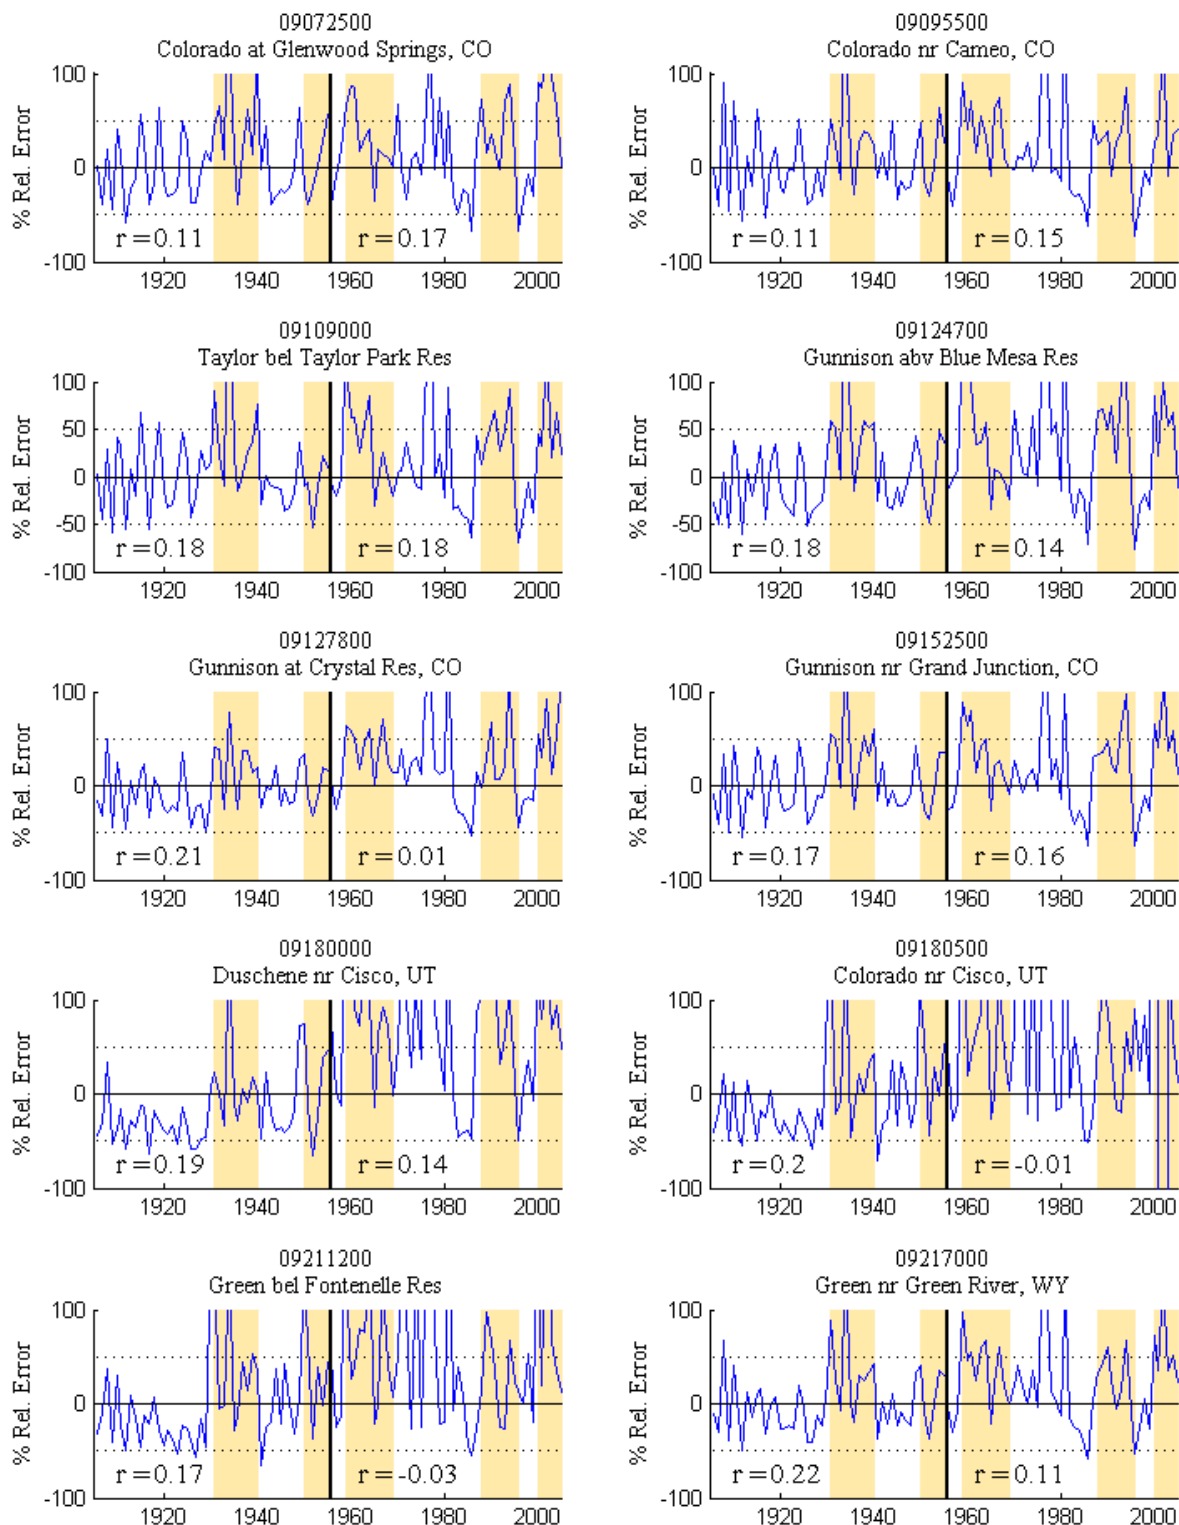 09072500
Colorado at Glenwood Springs, CO
100
0
-100
% Rel. Error
r=0.11
r=0.17
1920 1940 1960 1980 2000
09095500
Colorado nr Cameo, CO
100
0
-100
% Rel. Error
r=0.11
r=0.15
1920 1940 1960 1980 2000
09109000
Taylor bel Taylor Park Res
100
50
0
-50
-100
% Rel. Error
r=0.18
r=0.18
1920 1940 1960 1980 2000
09124700
Gunnison abv Blue Mesa Res
100
50
0
-50
-100
% Rel. Error
r=0.18
r=0.14
1920 1940 1960 1980 2000
09127800
Gunnison at Crystal Res, CO
100
0
-100
% Rel. Error
r=0.21
r=0.01
1920 1940 1960 1980 2000
09152500
Gunnison nr Grand Junction, CO
100
0
-100
% Rel. Error
r=0.17
r=0.16
1920 1940 1960 1980 2000
09180000
Duschene nr Cisco, UT
100
0
-100
% Rel. Error
r=0.19
r=0.14
1920 1940 1960 1980 2000
09180500
Colorado nr Cisco, UT
100
0
-100
% Rel. Error
r=0.2
r=-0.01
1920 1940 1960 1980 2000
09211200
Green bel Fontenelle Res
100
0
-100
% Rel. Error
r=0.17
r=-0.03
1920 1940 1960 1980 2000
09217000
Green nr Green River, WY
100
0
-100
% Rel. Error
r=0.22
r=0.11
1920 1940 1960 1980 2000